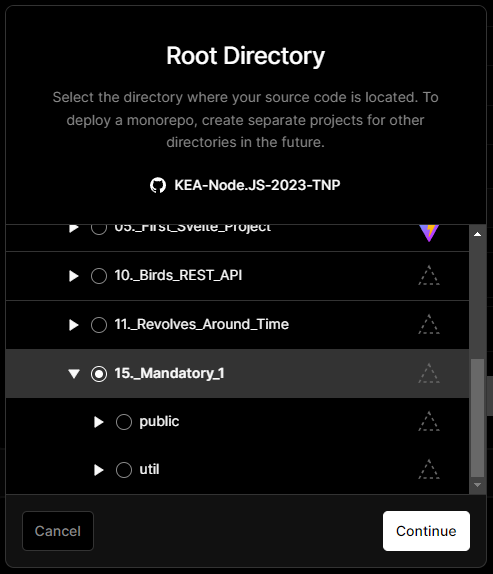 Root Directory
Select the directory where your source code is located. To
deploy a monorepo, create separate projects for other
directories in the future.
KEA-Node.JS-2023-TNP
05._First_Svelte_Project
10._Birds_REST_API
11._Revolves_Around_Time
15._Mandatory_1
public
util
Cancel
Continue